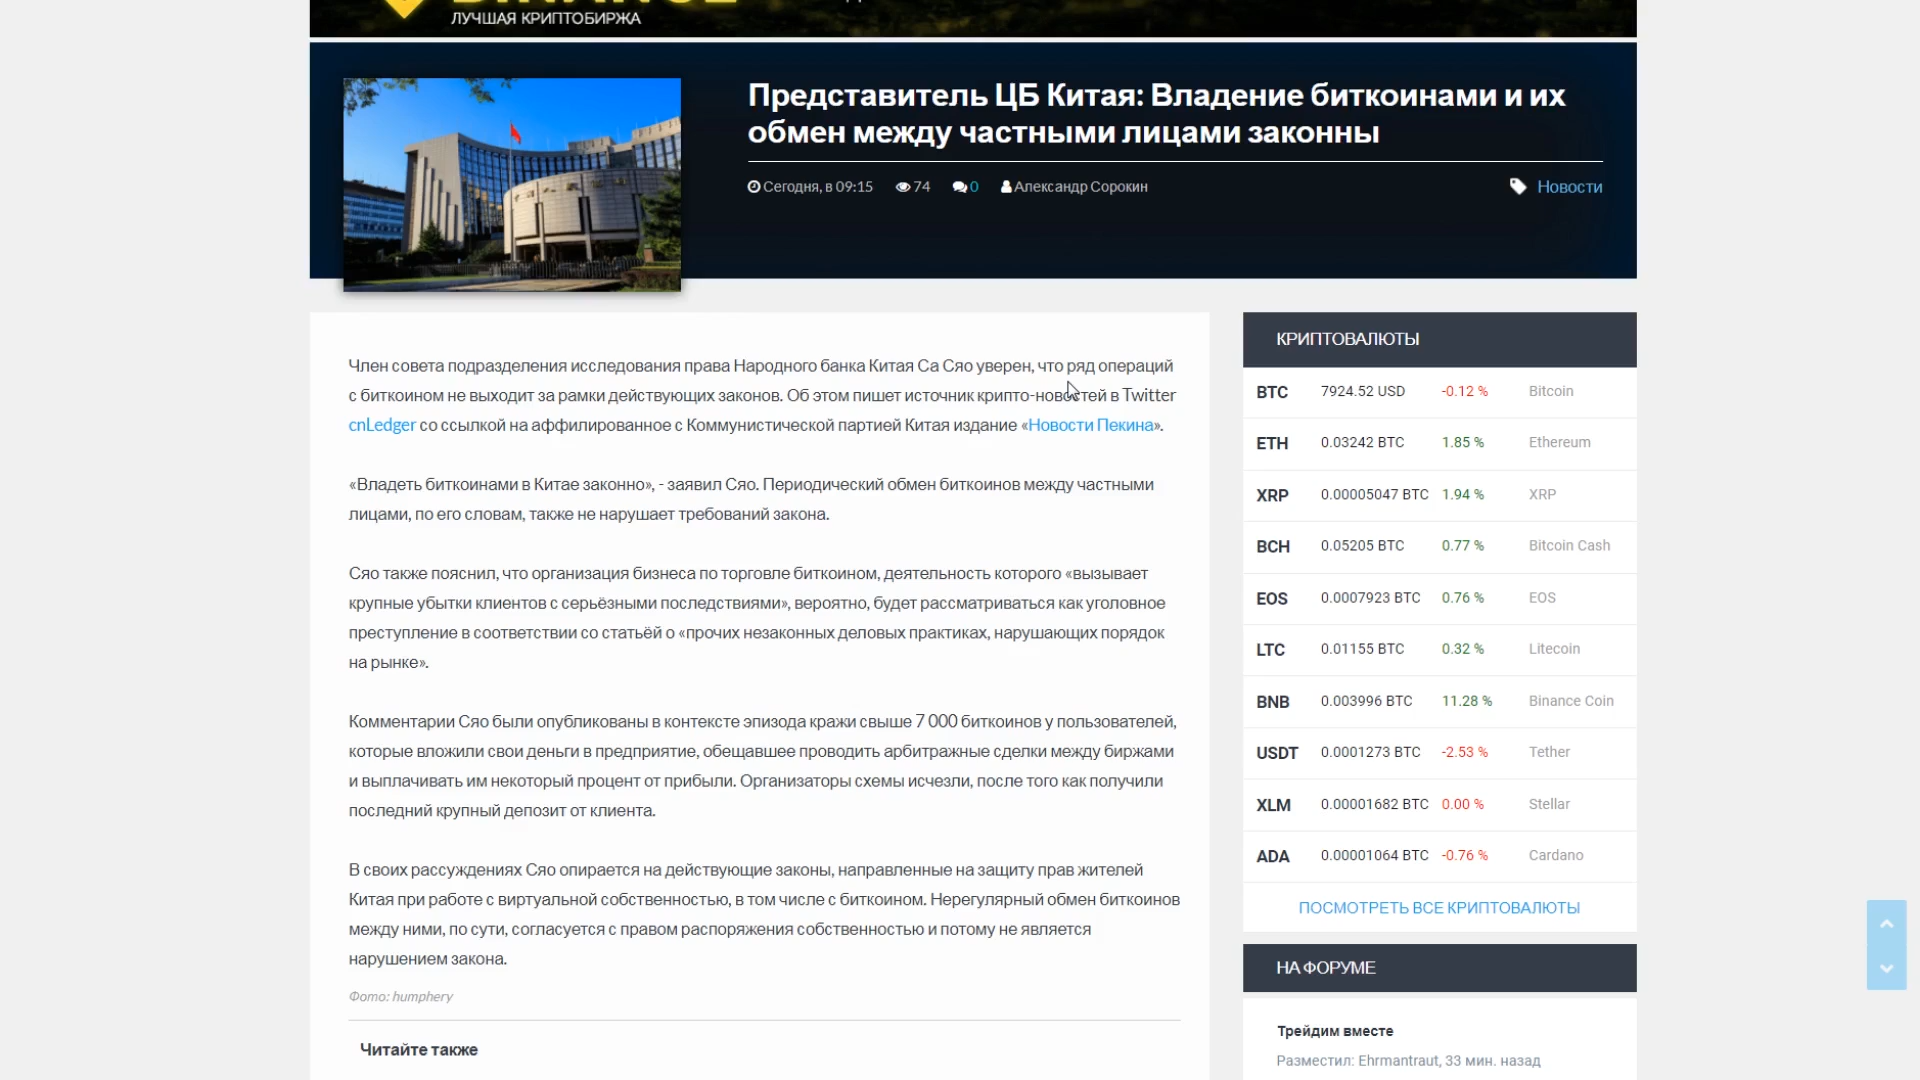 ЛУЧШАЯ КРИПТОБИРЖА
Представитель ЦБ Китая: Владение биткоинами и их
обмен между частными лицами законны
Сегодня, в 09:15 74 0 Александр Сорокин Новости
Член совета подразделения исследования права Народного банка Китая Са Сяо уверен, что ряд операций
с биткоином не выходит за рамки действующих законов. Об этом пишет источник крипто-новостей в Twitter
cnLedger со ссылкой на аффилированное с Коммунистической партией Китая издание «Новости Пекина».
«Владеть биткоинами в Китае законно», - заявил Сяо. Периодический обмен биткоинов между частными
лицами, по его словам, также не нарушает требований закона.
Сяо также пояснил, что организация бизнеса по торговле биткоином, деятельность которого «вызывает
крупные убытки клиентов с серьёзными последствиями», вероятно, будет рассматриваться как уголовное
преступление в соответствии со статьёй о «прочих незаконных деловых практиках, нарушающих порядок
на рынке».
Комментарии Сяо были опубликованы в контексте эпизода кражи свыше 7 000 биткоинов у пользователей,
которые вложили свои деньги в предприятие, обещавшее проводить арбитражные сделки между биржами
и выплачивать им некоторый процент от прибыли. Организаторы схемы исчезли, после того как получили
последний крупный депозит от клиента.
В своих рассуждениях Сяо опирается на действующие законы, направленные на защиту прав жителей
Китая при работе с виртуальной собственностью, в том числе с биткоином. Нерегулярный обмен биткоинов
между ними, по сути, согласуется с правом распоряжения собственностью и потому не является
нарушением закона.
Фото: humphery
Читайте также
КРИПТОВАЛЮТЫ
BTC 7924.52 USD -0.12 % Bitcoin
ETH 0.03242 BTC 1.85 % Ethereum
XRP 0.00005047 BTC 1.94 % XRP
BCH 0.05205 BTC 0.77 % Bitcoin Cash
EOS 0.0007923 BTC 0.76 % EOS
LTC 0.01155 BTC 0.32 % Litecoin
BNB 0.003996 BTC 11.28 % Binance Coin
USDT 0.0001273 BTC -2.53 % Tether
XLM 0.00001682 BTC 0.00 % Stellar
ADA 0.00001064 BTC -0.76 % Cardano
ПОСМОТРЕТЬ ВСЕ КРИПТОВАЛЮТЫ
НА ФОРУМЕ
Трейдим вместе
Разместил: Ehrmantraut, 33 мин. назад